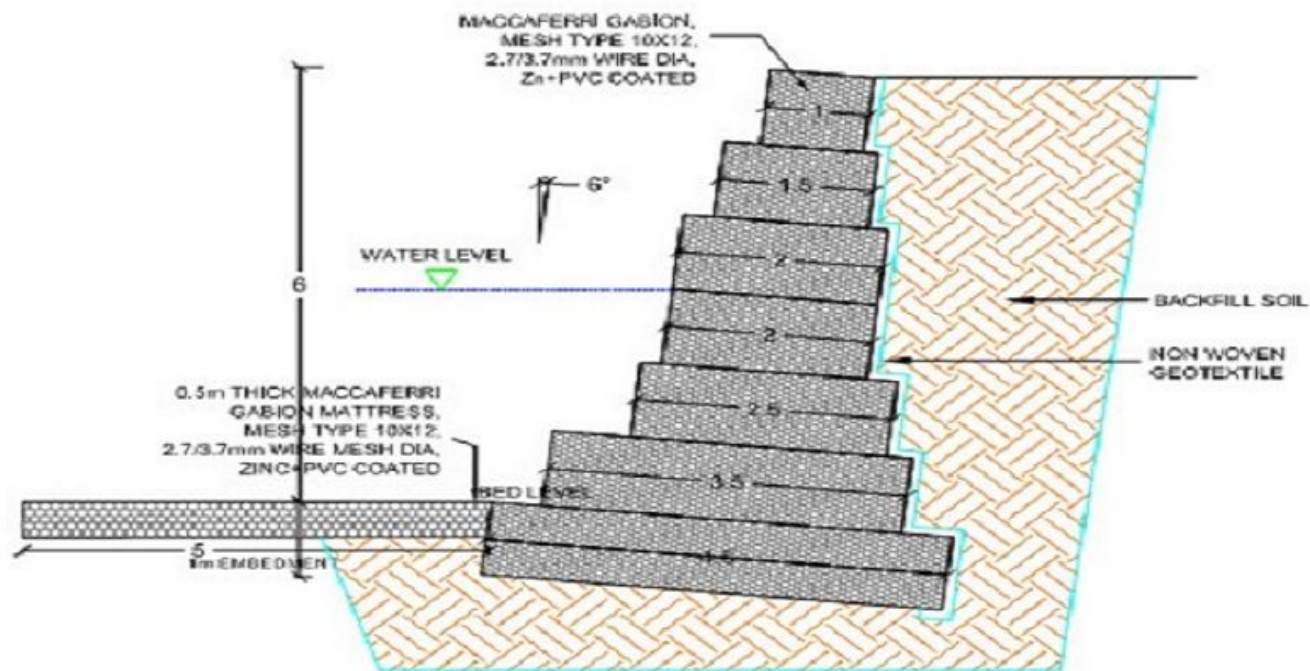 MACCAFERRI GABION,
MESH TYPE 10X12,
2.7/3.7mm WIRE DIA,
Zn+PVC COATED
1
1.5
6°
WATER LEVEL
2
6
BACKFILL SOIL
2
NON WOVEN
GEOTEXTILE
0.5m THICK MACCAFERRI
GABION MATTRESS,
MESH TYPE 10X12,
2.7/3.7mm WIRE MESH DIA,
ZINC+PVC COATED
2.5
3.5
BED LEVEL
5
1m EMBEDMENT